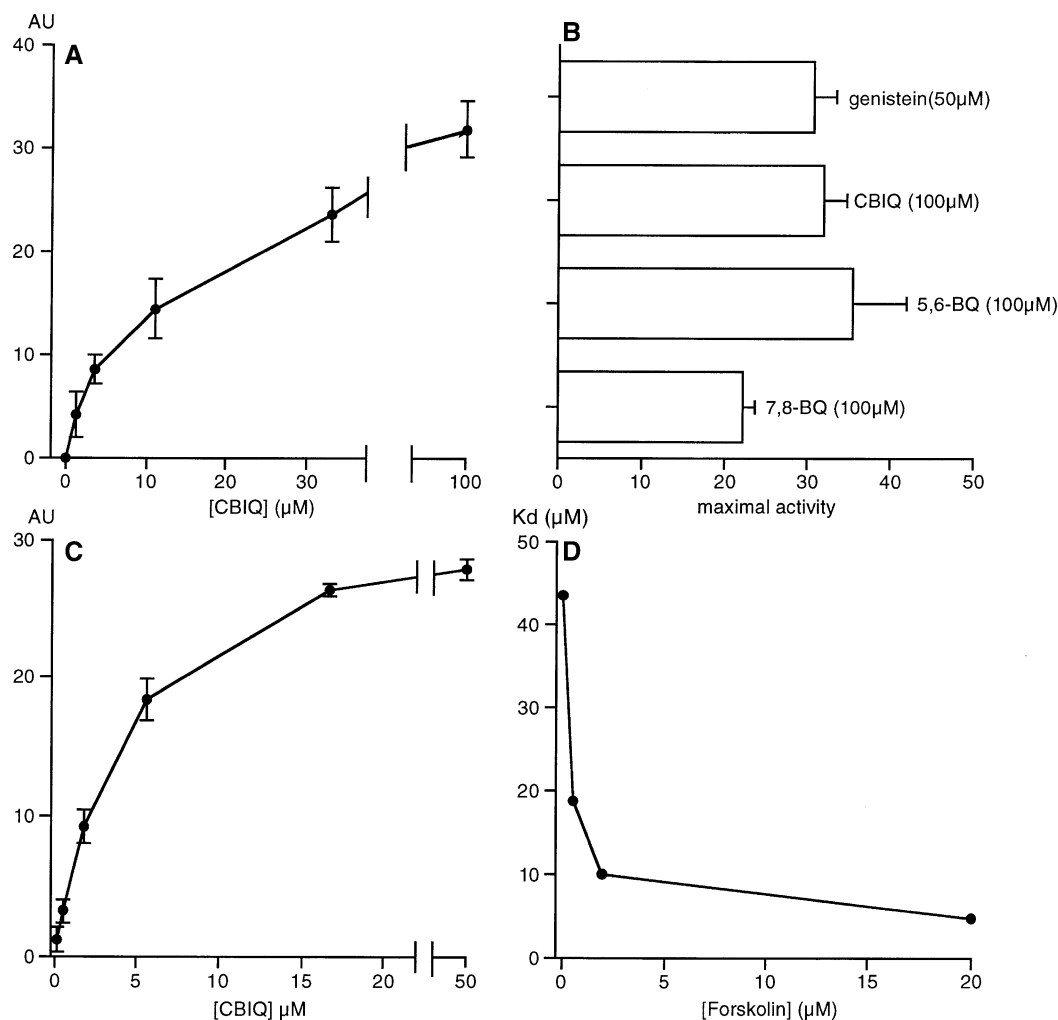 AU
A
40
30
20
10
0
0 10 20 30 100
[CBIQ] (µM)
B
genistein(50µM)
CBIQ (100µM)
5,6-BQ (100µM)
7,8-BQ (100µM)
0 10 20 30 40 50
maximal activity
AU
C
30
20
10
0
0 5 10 15 20 50
[CBIQ] µM
Kd (µM)
D
50
40
30
20
10
0
0 5 10 15 20
[Forskolin] (µM)